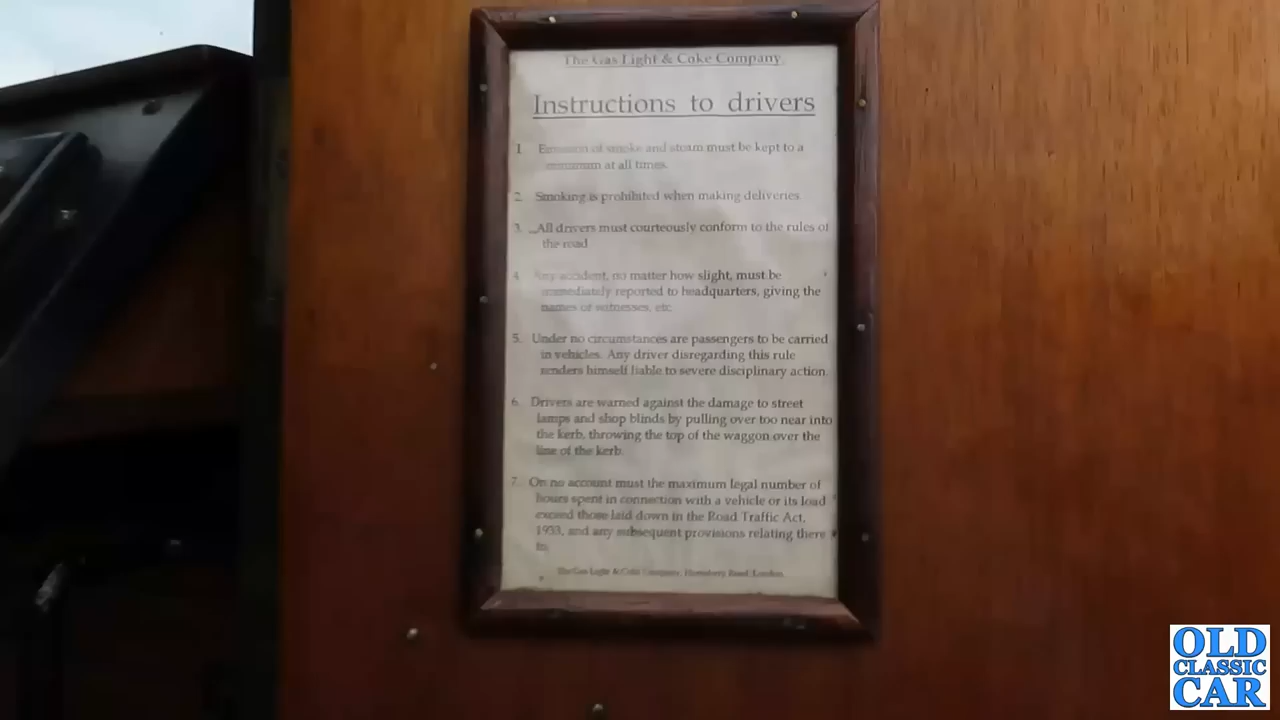 The Gas Light & Coke Company
Instructions to drivers
1 Emission of smoke and steam must be kept to a
minimum at all times.
2. Smoking is prohibited when making deliveries.
3. All drivers must courteously conform to the rules of
the road
4. Any accident, no matter how slight, must be
immediately reported to headquarters, giving the
names of witnesses, etc.
5. Under no circumstances are passengers to be carried
in vehicles. Any driver disregarding this rule
renders himself liable to severe disciplinary action.
6. Drivers are warned against the damage to street
lamps and shop blinds by pulling over too near into
the kerb, throwing the top of the waggon over the
line of the kerb.
7. On no account must the maximum legal number of
hours spent in connection with a vehicle or its load
exceed those laid down in the Road Traffic Act,
1933, and any subsequent provisions relating there
to.
The Gas Light & Coke Company, Road, London.
OLD
CLASSIC
CAR